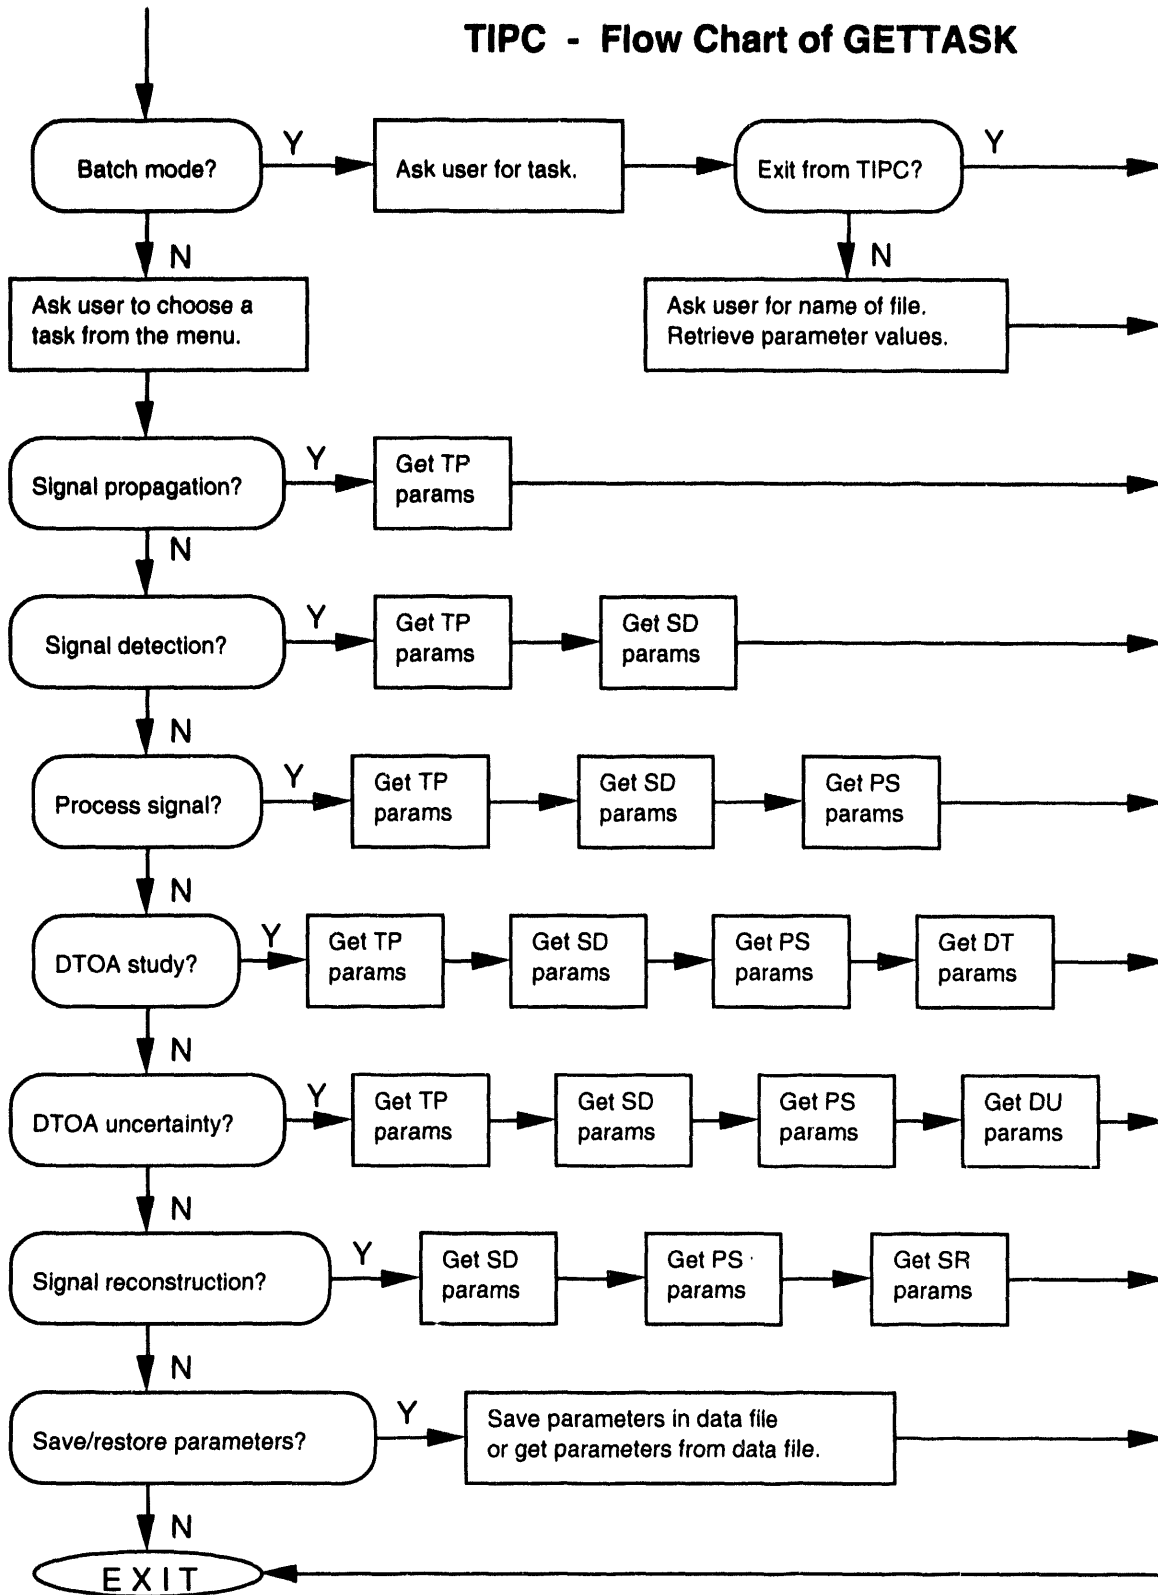 TIPC - Flow Chart of GETTASK
Batch mode?
Y
Ask user for task.
Exit from TIPC?
Y
N
N
Ask user to choose a
task from the menu.
Ask user for name of file.
Retrieve parameter values.
Signal propagation?
Y
Get TP
params
N
Signal detection?
Y
Get TP
params
Get SD
params
N
Process signal?
Y
Get TP
params
Get SD
params
Get PS
params
N
DTOA study?
Y
Get TP
params
Get SD
params
Get PS
params
Get DT
params
N
DTOA uncertainty?
Y
Get TP
params
Get SD
params
Get PS
params
Get DU
params
N
Signal reconstruction?
Y
Get SD
params
Get PS
params
Get SR
params
N
Save/restore parameters?
Y
Save parameters in data file
or get parameters from data file.
N
EXIT